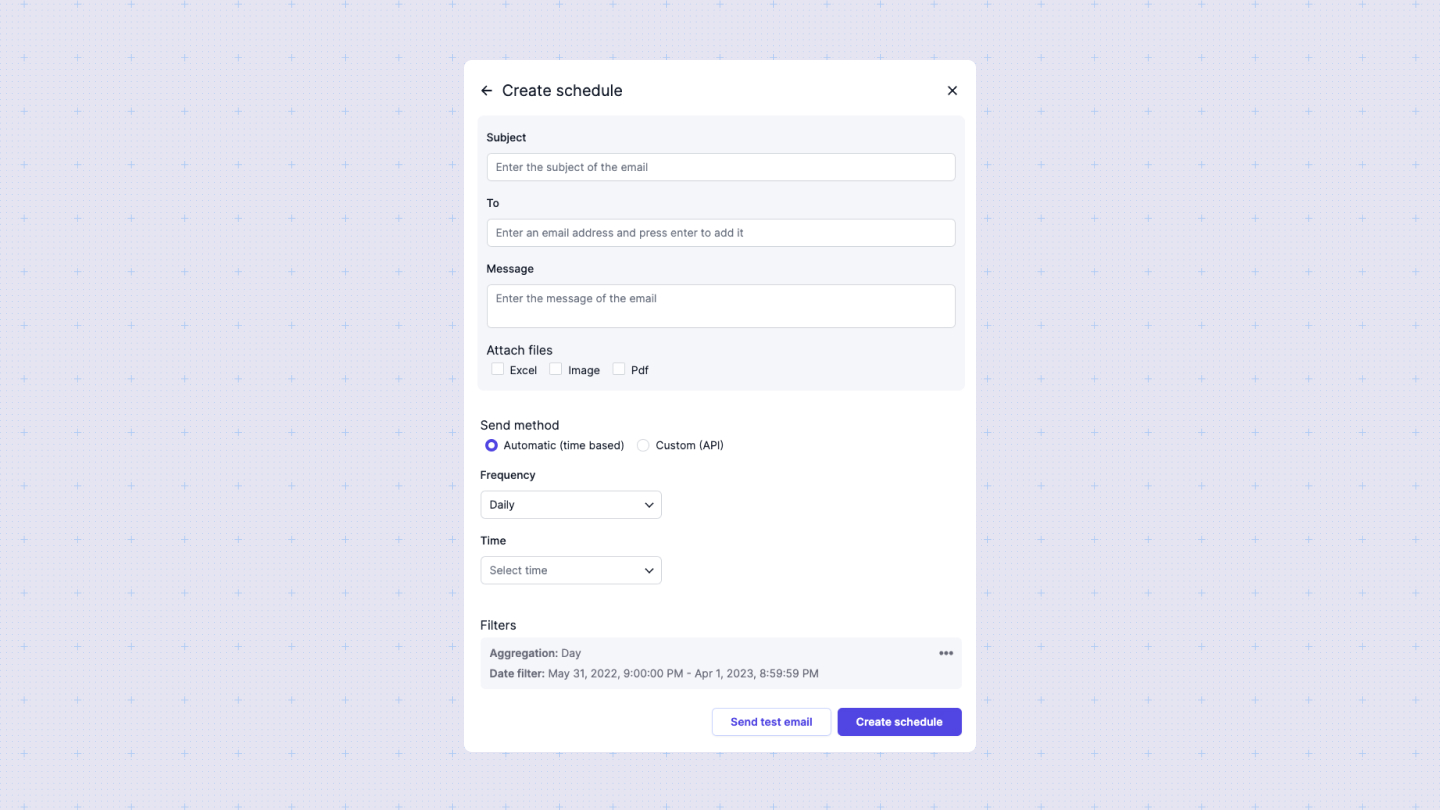 Create schedule
Subject
Enter the subject of the email
To
Enter an email address and press enter to add it
Message
Enter the message of the email
Attach files
Excel Image Pdf
Send method
Automatic (time based) Custom (API)
Frequency
Daily
Time
Select time
Filters
Aggregation: Day
Date filter: May 31, 2022, 9:00:00 PM - Apr 1, 2023, 8:59:59 PM
Send test email Create schedule